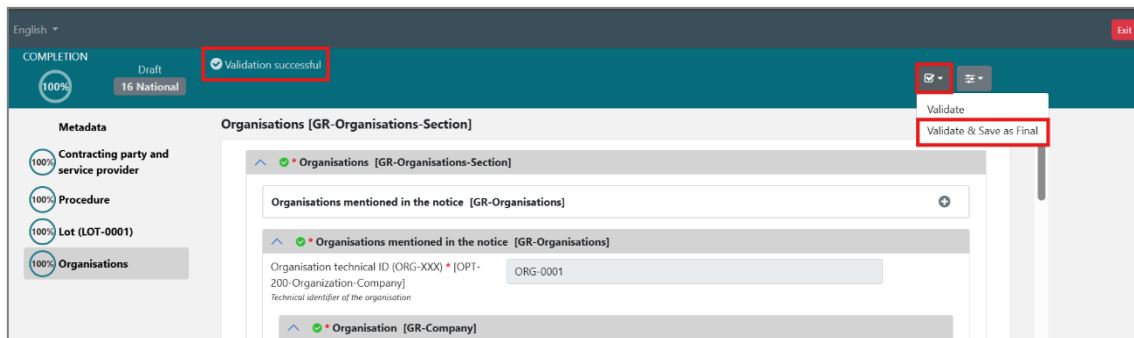 English
Exit
COMPLETION
100%
Draft
16 National
Validation successful
Validate
Validate & Save as Final
Metadata
100% Contracting party and
service provider
100% Procedure
100% Lot (LOT-0001)
100% Organisations
Organisations [GR-Organisations-Section]
* Organisations [GR-Organisations-Section]
Organisations mentioned in the notice [GR-Organisations]
* Organisations mentioned in the notice [GR-Organisations]
Organisation technical ID (ORG-XXX) * [OPT-
200-Organization-Company]
ORG-0001
Technical identifier of the organisation
* Organisation [GR-Company]